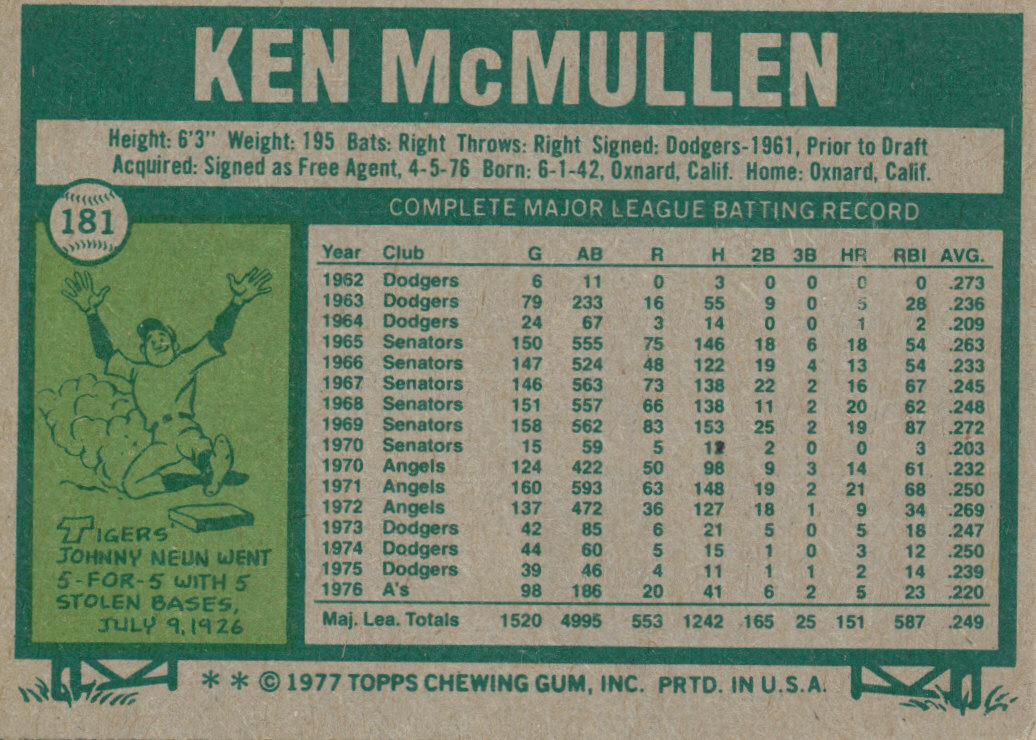 KEN McMULLEN
Height: 6'3" Weight: 195 Bats: Right Throws: Right Signed: Dodgers-1961, Prior to Draft
Acquired: Signed as Free Agent, 4-5-76 Born: 6-1-42, Oxnard, Calif. Home: Oxnard, Calif.
181
COMPLETE MAJOR LEAGUE BATTING RECORD
Year Club G AB R H 2B 3B HR RBI AVG.
1962 Dodgers 6 11 0 3 0 0 0 0 .273
1963 Dodgers 79 233 16 55 9 0 5 28 .236
1964 Dodgers 24 67 3 14 0 0 1 2 .209
1965 Senators 150 555 75 146 18 6 18 54 .263
1966 Senators 147 524 48 122 19 4 13 54 .233
1967 Senators 146 563 73 138 22 2 16 67 .245
1968 Senators 151 557 66 138 11 2 20 62 .248
1969 Senators 158 562 83 153 25 2 19 87 .272
1970 Senators 15 59 5 12 2 0 0 3 .203
1970 Angels 124 422 50 98 9 3 14 61 .232
1971 Angels 160 593 63 148 19 2 21 68 .250
1972 Angels 137 472 36 127 18 1 9 34 .269
1973 Dodgers 42 85 6 21 5 0 5 18 .247
1974 Dodgers 44 60 5 15 1 0 3 12 .250
1975 Dodgers 39 46 4 11 1 1 2 14 .239
1976 A's 98 186 20 41 6 2 5 23 .220
Maj. Lea. Totals 1520 4995 553 1242 165 25 151 587 .249
TIGERS
JOHNNY NEUN WENT
5-FOR-5 WITH 5
STOLEN BASES,
JULY 9, 1926
* * © 1977 TOPPS CHEWING GUM, INC. PRTD. IN U.S.A.